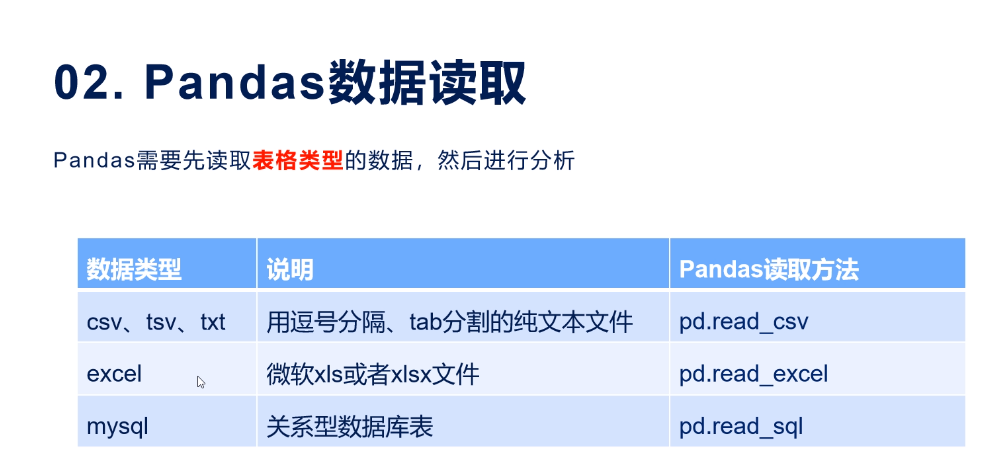 02. Pandas数据读取
Pandas需要先读取表格类型的数据，然后进行分析
数据类型 说明 Pandas读取方法
csv、tsv、txt 用逗号分隔、tab分割的纯文本文件 pd.read_csv
excel 微软xls或者xlsx文件 pd.read_excel
mysql 关系型数据库表 pd.read_sql